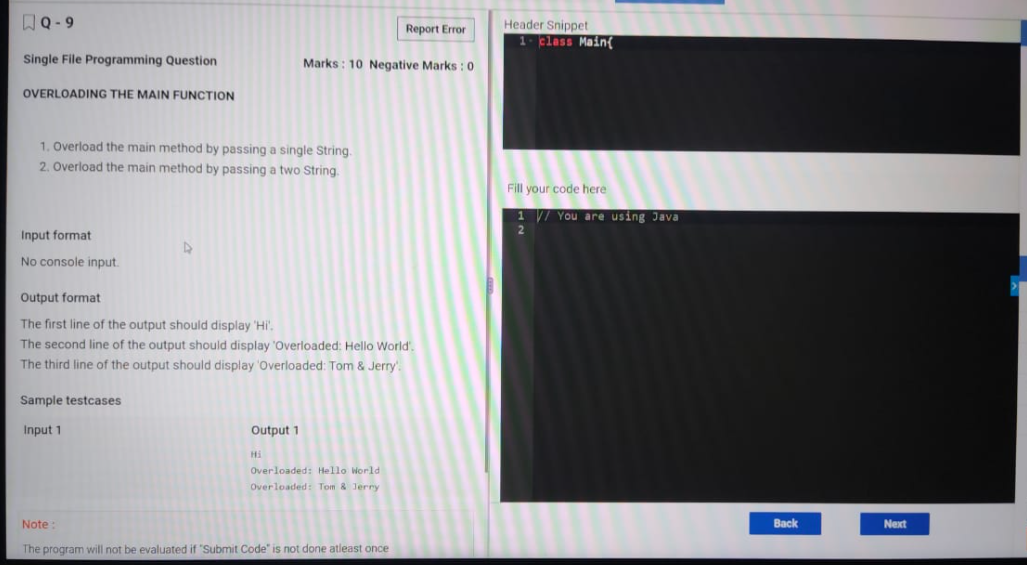 Q - 9
Report Error
Single File Programming Question
Marks : 10 Negative Marks : 0
OVERLOADING THE MAIN FUNCTION
1. Overload the main method by passing a single String.
2. Overload the main method by passing a two String.
Input format
No console input.
Output format
The first line of the output should display 'Hi'.
The second line of the output should display 'Overloaded: Hello World'.
The third line of the output should display 'Overloaded: Tom & Jerry'.
Sample testcases
Input 1
Output 1
Hi
Overloaded: Hello World
Overloaded: Tom & Jerry
Note :
The program will not be evaluated if "Submit Code" is not done atleast once
Header Snippet
1 class Main{
Fill your code here
1 // You are using Java
2
Back
Next